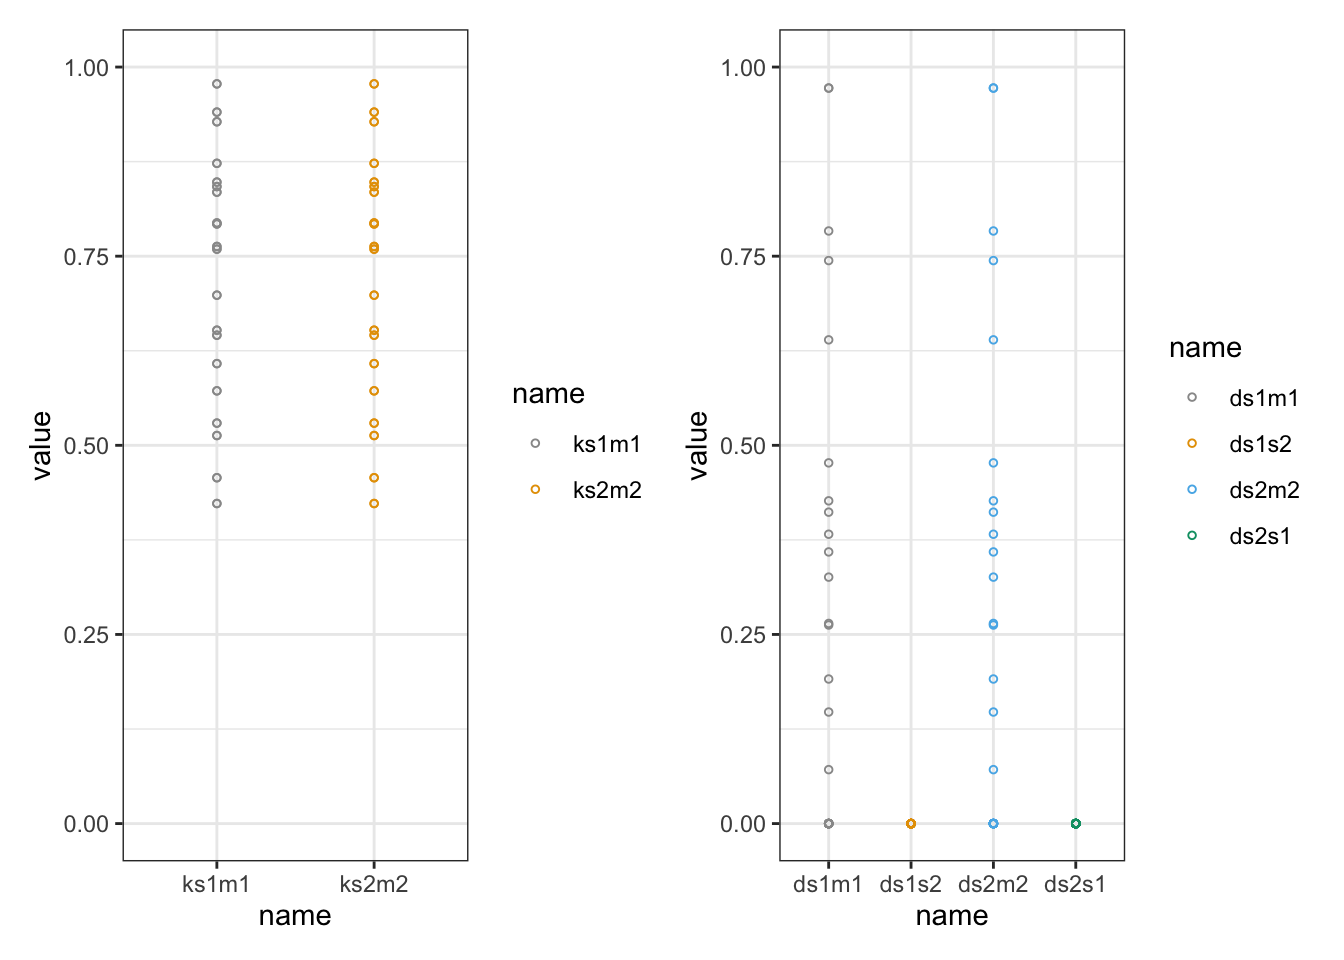 value
1.00
0.75
0.50
0.25
0.00
ks1m1 ks2m2
name
name
ks1m1
ks2m2
value
1.00
0.75
0.50
0.25
0.00
ds1m1 ds1s2 ds2m2 ds2s1
name
name
ds1m1
ds1s2
ds2m2
ds2s1